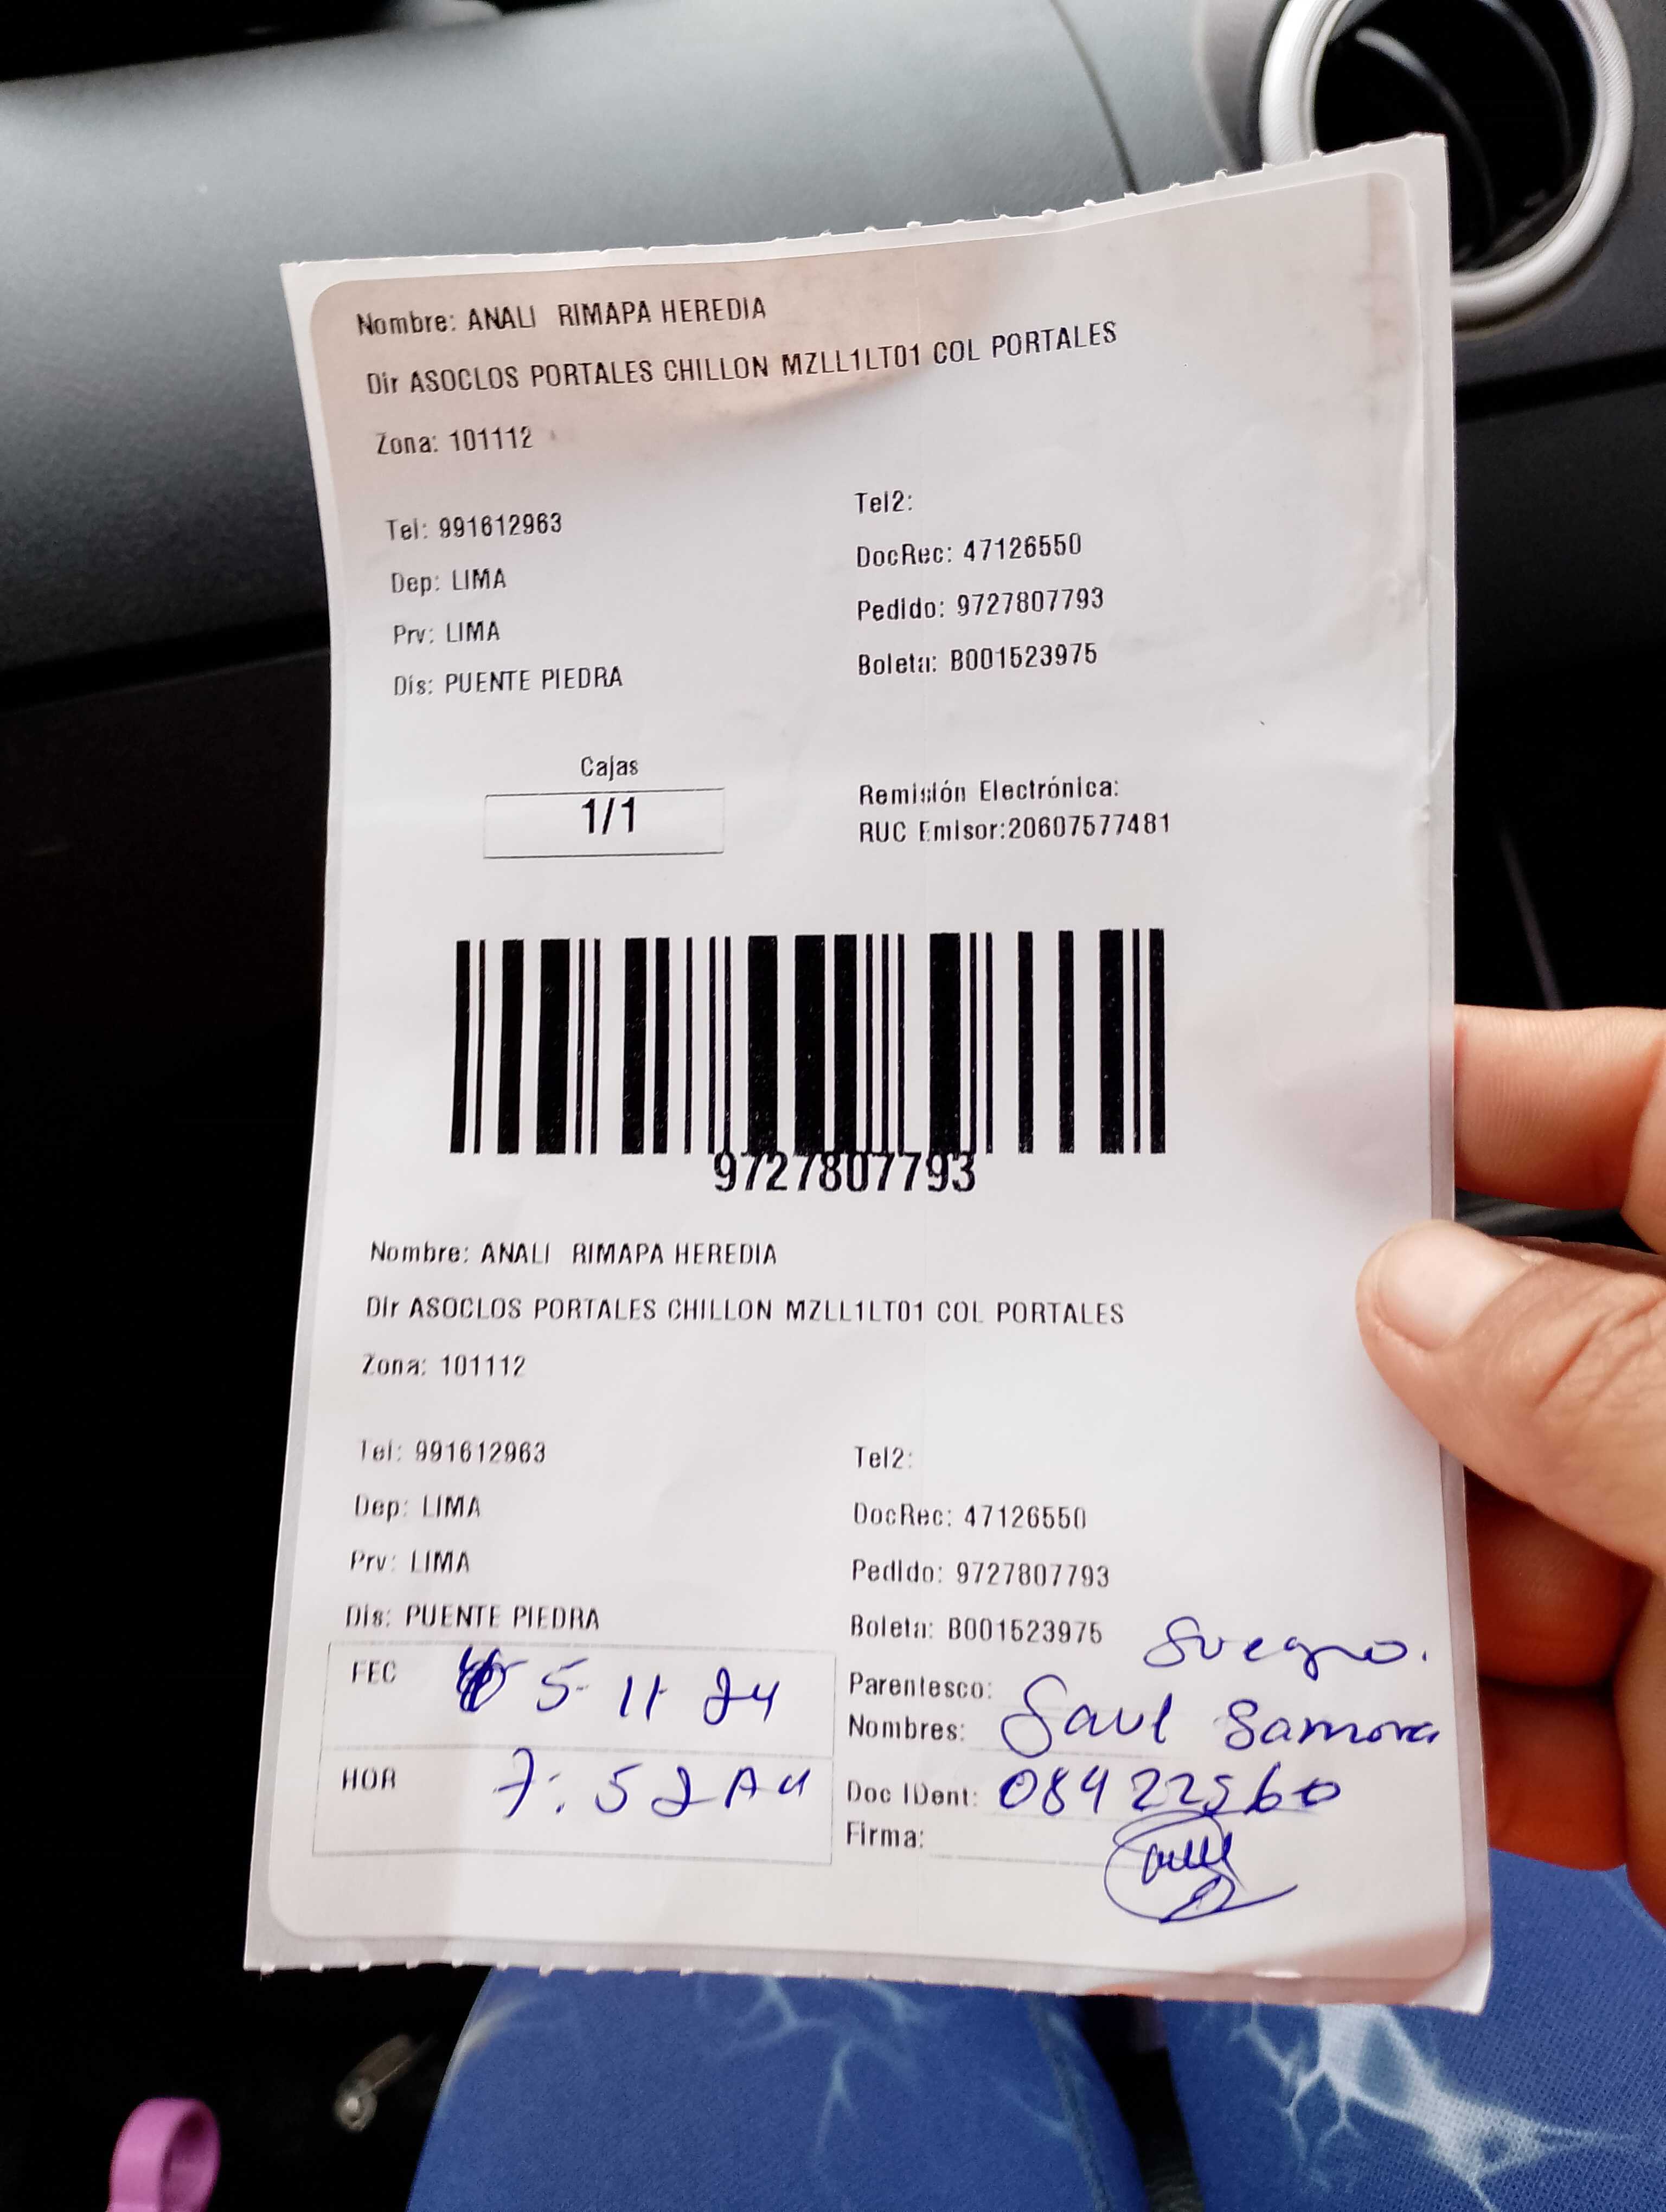 Nombre: ANALI RIMAPA HEREDIA
Dir ASOCLOS PORTALES CHILLON MZLL1LT01 COL PORTALES
Zona: 101112
Tel: 991612963
Tel2:
Dep: LIMA
DocRec: 47126550
Prv: LIMA
Pedido: 9727807793
Dis: PUENTE PIEDRA
Boleta: B001523975
Cajas
1/1
Remisión Electrónica:
RUC Emisor:20607577481
9727807793
Nombre: ANALI RIMAPA HEREDIA
Dir ASOCLOS PORTALES CHILLON MZLL1LT01 COL PORTALES
Zona: 101112
Tel: 991612963
Tel2:
Dep: LIMA
DocRec: 47126550
Prv: LIMA
Pedido: 9727807793
Dis: PUENTE PIEDRA
Boleta: B001523975
FEC 5-11 24
Parentesco: Suegro.
Nombres: Saul Samora
HOR 7:52 AM
Doc IDent: 08422560
Firma: